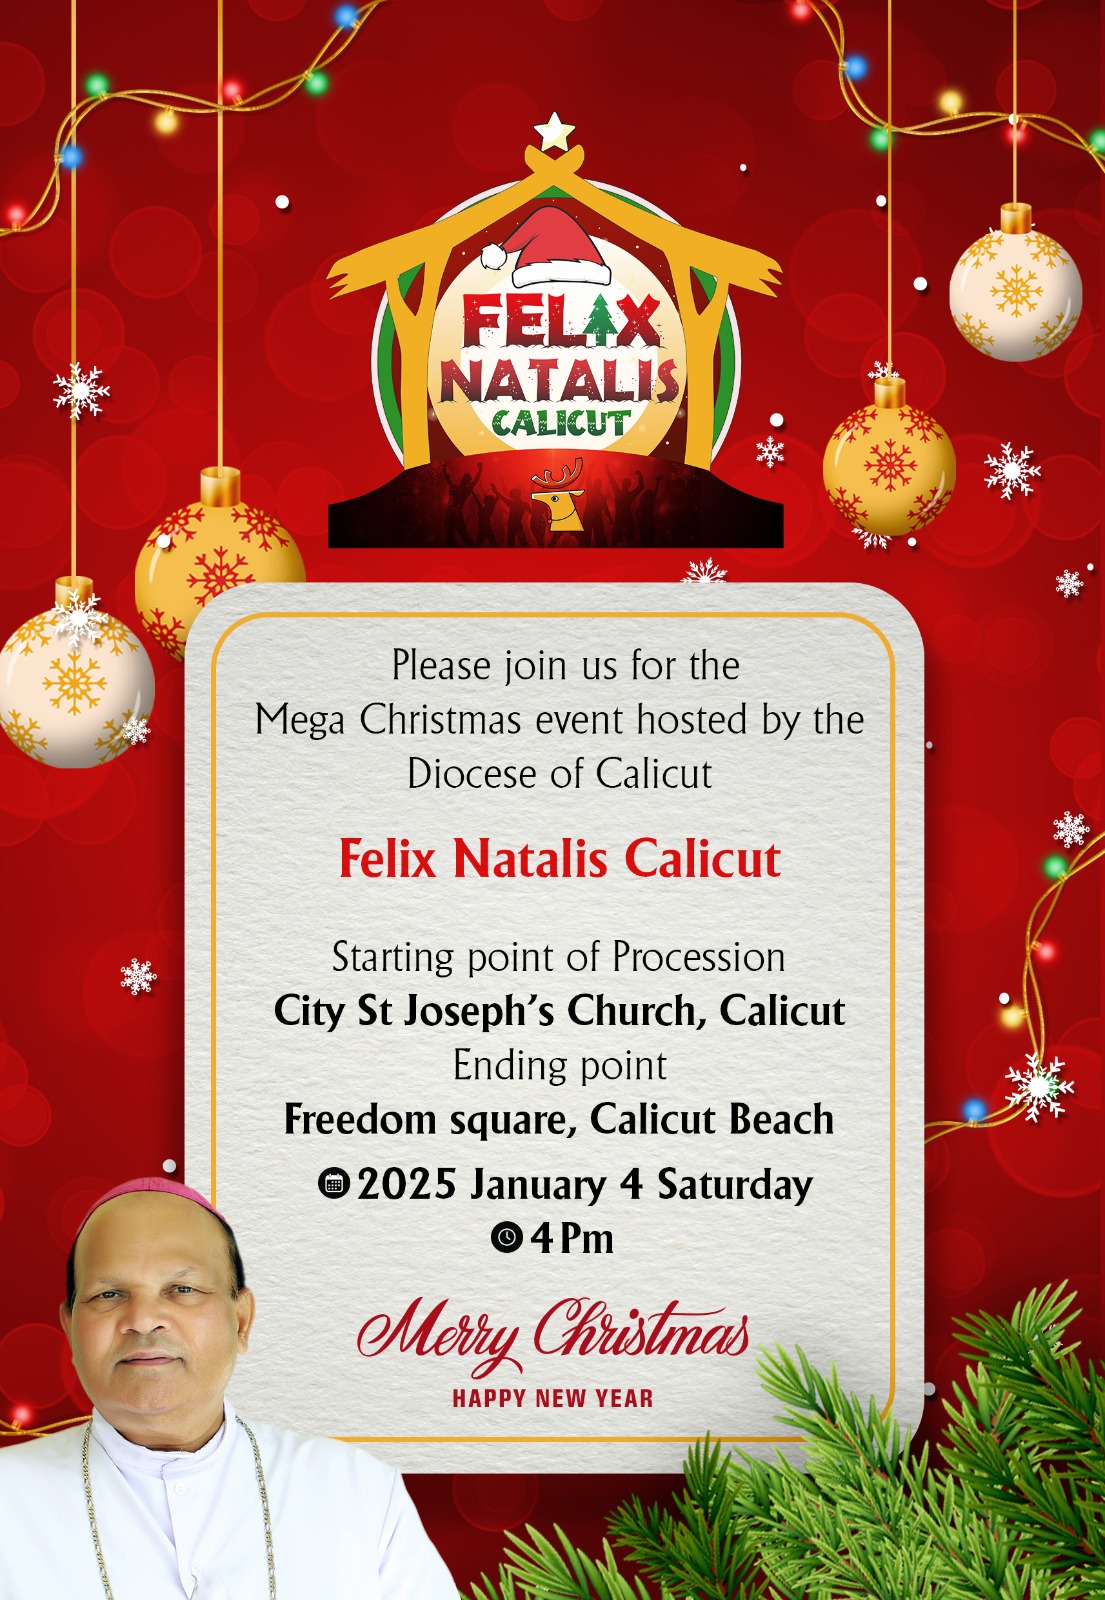 FELIX
NATALIS
CALICUT
Please join us for the
Mega Christmas event hosted by the
Diocese of Calicut
Felix Natalis Calicut
Starting point of Procession
City St Joseph’s Church, Calicut
Ending point
Freedom square, Calicut Beach
2025 January 4 Saturday
4 Pm
Merry Christmas
HAPPY NEW YEAR